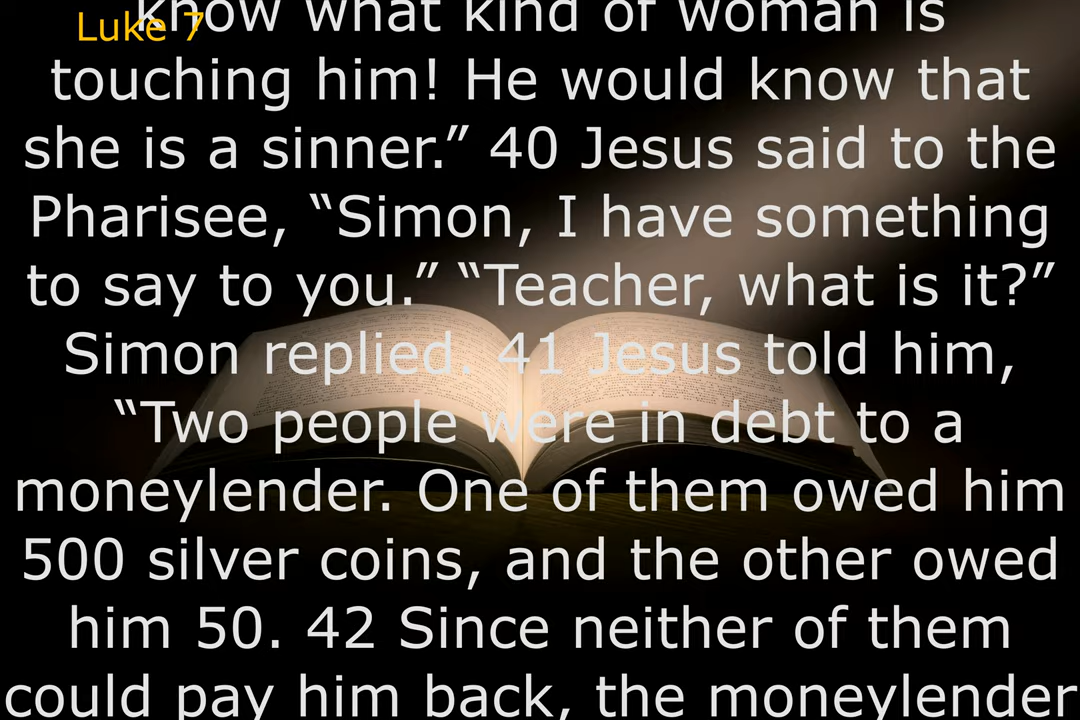 Luke 7
know what kind of woman is
touching him! He would know that
she is a sinner.” 40 Jesus said to the
Pharisee, “Simon, I have something
to say to you.” “Teacher, what is it?”
Simon replied. 41 Jesus told him,
“Two people were in debt to a
moneylender. One of them owed him
500 silver coins, and the other owed
him 50. 42 Since neither of them
could pay him back, the moneylender